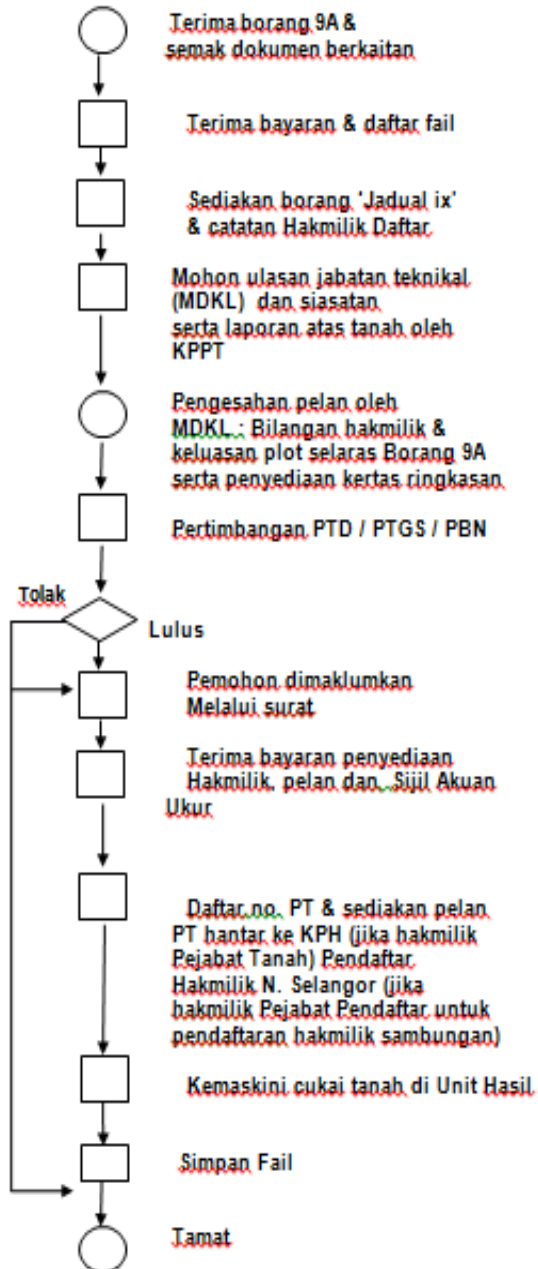 Terima borang 9A &
semak dokumen berkaitan
Terima bayaran & daftar fail
Sediakan borang 'Jadual ix'
& catatan Hakmilik Daftar.
Mohon ulasan jabatan teknikal
(MDKL) dan siasatan
serta laporan atas tanah oleh
KPPT
Pengesahan pelan oleh
MDKL : Bilangan hakmilik &
keluasan plot selaras Borang 9A
serta penyediaan kertas ringkasan
Pertimbangan PTD / PTGS / PBN
Tolak
Lulus
Pemohon dimaklumkan
Melalui surat
Terima bayaran penyediaan
Hakmilik, pelan dan Sijil Akuan
Ukur
Daftar no. PT & sediakan pelan
PT hantar ke KPH (jika hakmilik
Pejabat Tanah) Pendaftar
Hakmilik N. Selangor (jika
hakmilik Pejabat Pendaftar untuk
pendaftaran hakmilik sambungan)
Kemaskini cukai tanah di Unit Hasil
Simpan Fail
Tamat